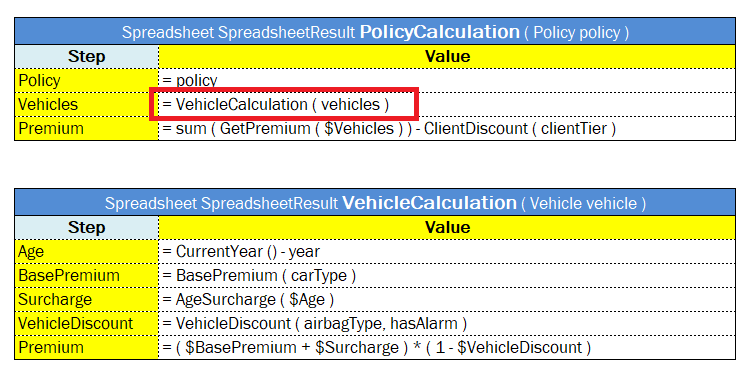 Spreadsheet SpreadsheetResult PolicyCalculation ( Policy policy )
Step Value
Policy = policy
Vehicles = VehicleCalculation ( vehicles )
Premium = sum ( GetPremium ( $Vehicles ) ) - ClientDiscount ( clientTier )
Spreadsheet SpreadsheetResult VehicleCalculation ( Vehicle vehicle )
Step Value
Age = CurrentYear () - year
BasePremium = BasePremium ( carType )
Surcharge = AgeSurcharge ( $Age )
VehicleDiscount = VehicleDiscount ( airbagType, hasAlarm )
Premium = ( $BasePremium + $Surcharge ) * ( 1 - $VehicleDiscount )